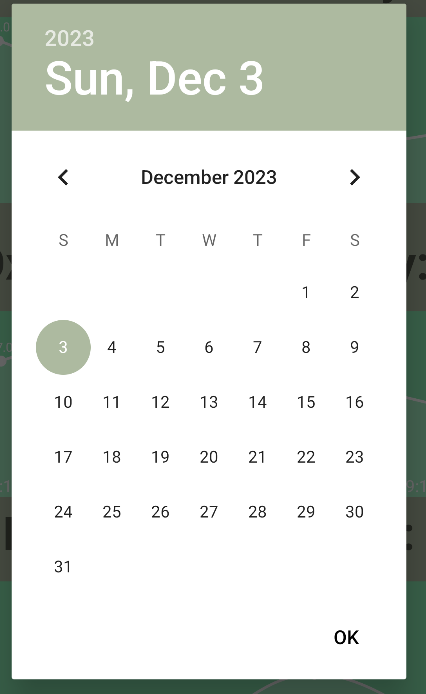 2023
Sun, Dec 3
December 2023
S M T W T F S
1 2
3 4 5 6 7 8 9
10 11 12 13 14 15 16
17 18 19 20 21 22 23
24 25 26 27 28 29 30
31
OK